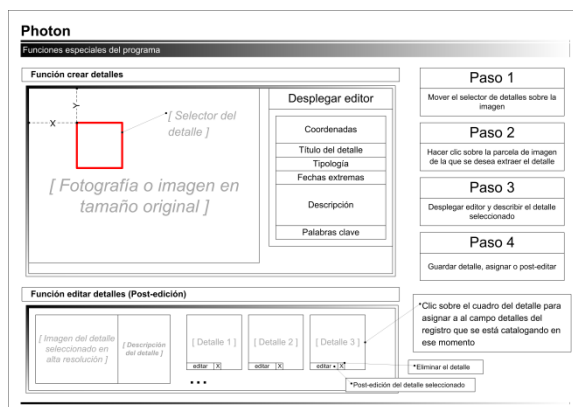 Photon
Funciones especiales del programa
Función crear detalles
Y
X
[ Selector del
detalle ]
[ Fotografía o imagen en
tamaño original ]
Desplegar editor
Coordenadas
Título del detalle
Tipología
Fechas extremas
Descripción
Palabras clave
Paso 1
Mover el selector de detalles sobre la
imagen
Paso 2
Hacer clic sobre la parcela de imagen
de la que se desea extraer el detalle
Paso 3
Desplegar editor y describir el detalle
seleccionado
Paso 4
Guardar detalle, asignar o post-editar
Función editar detalles (Post-edición)
[ Imagen del detalle
seleccionado en
alta resolución ]
[ Descripción
del detalle ]
[ Detalle 1 ]
editar X
[ Detalle 2 ]
editar X
[ Detalle 3 ]
editar X
*Clic sobre el cuadro del detalle para
asignar a al campo detalles del
registro que se está catalogando en
ese momento
*Eliminar el detalle
*Post-edición del detalle seleccionado